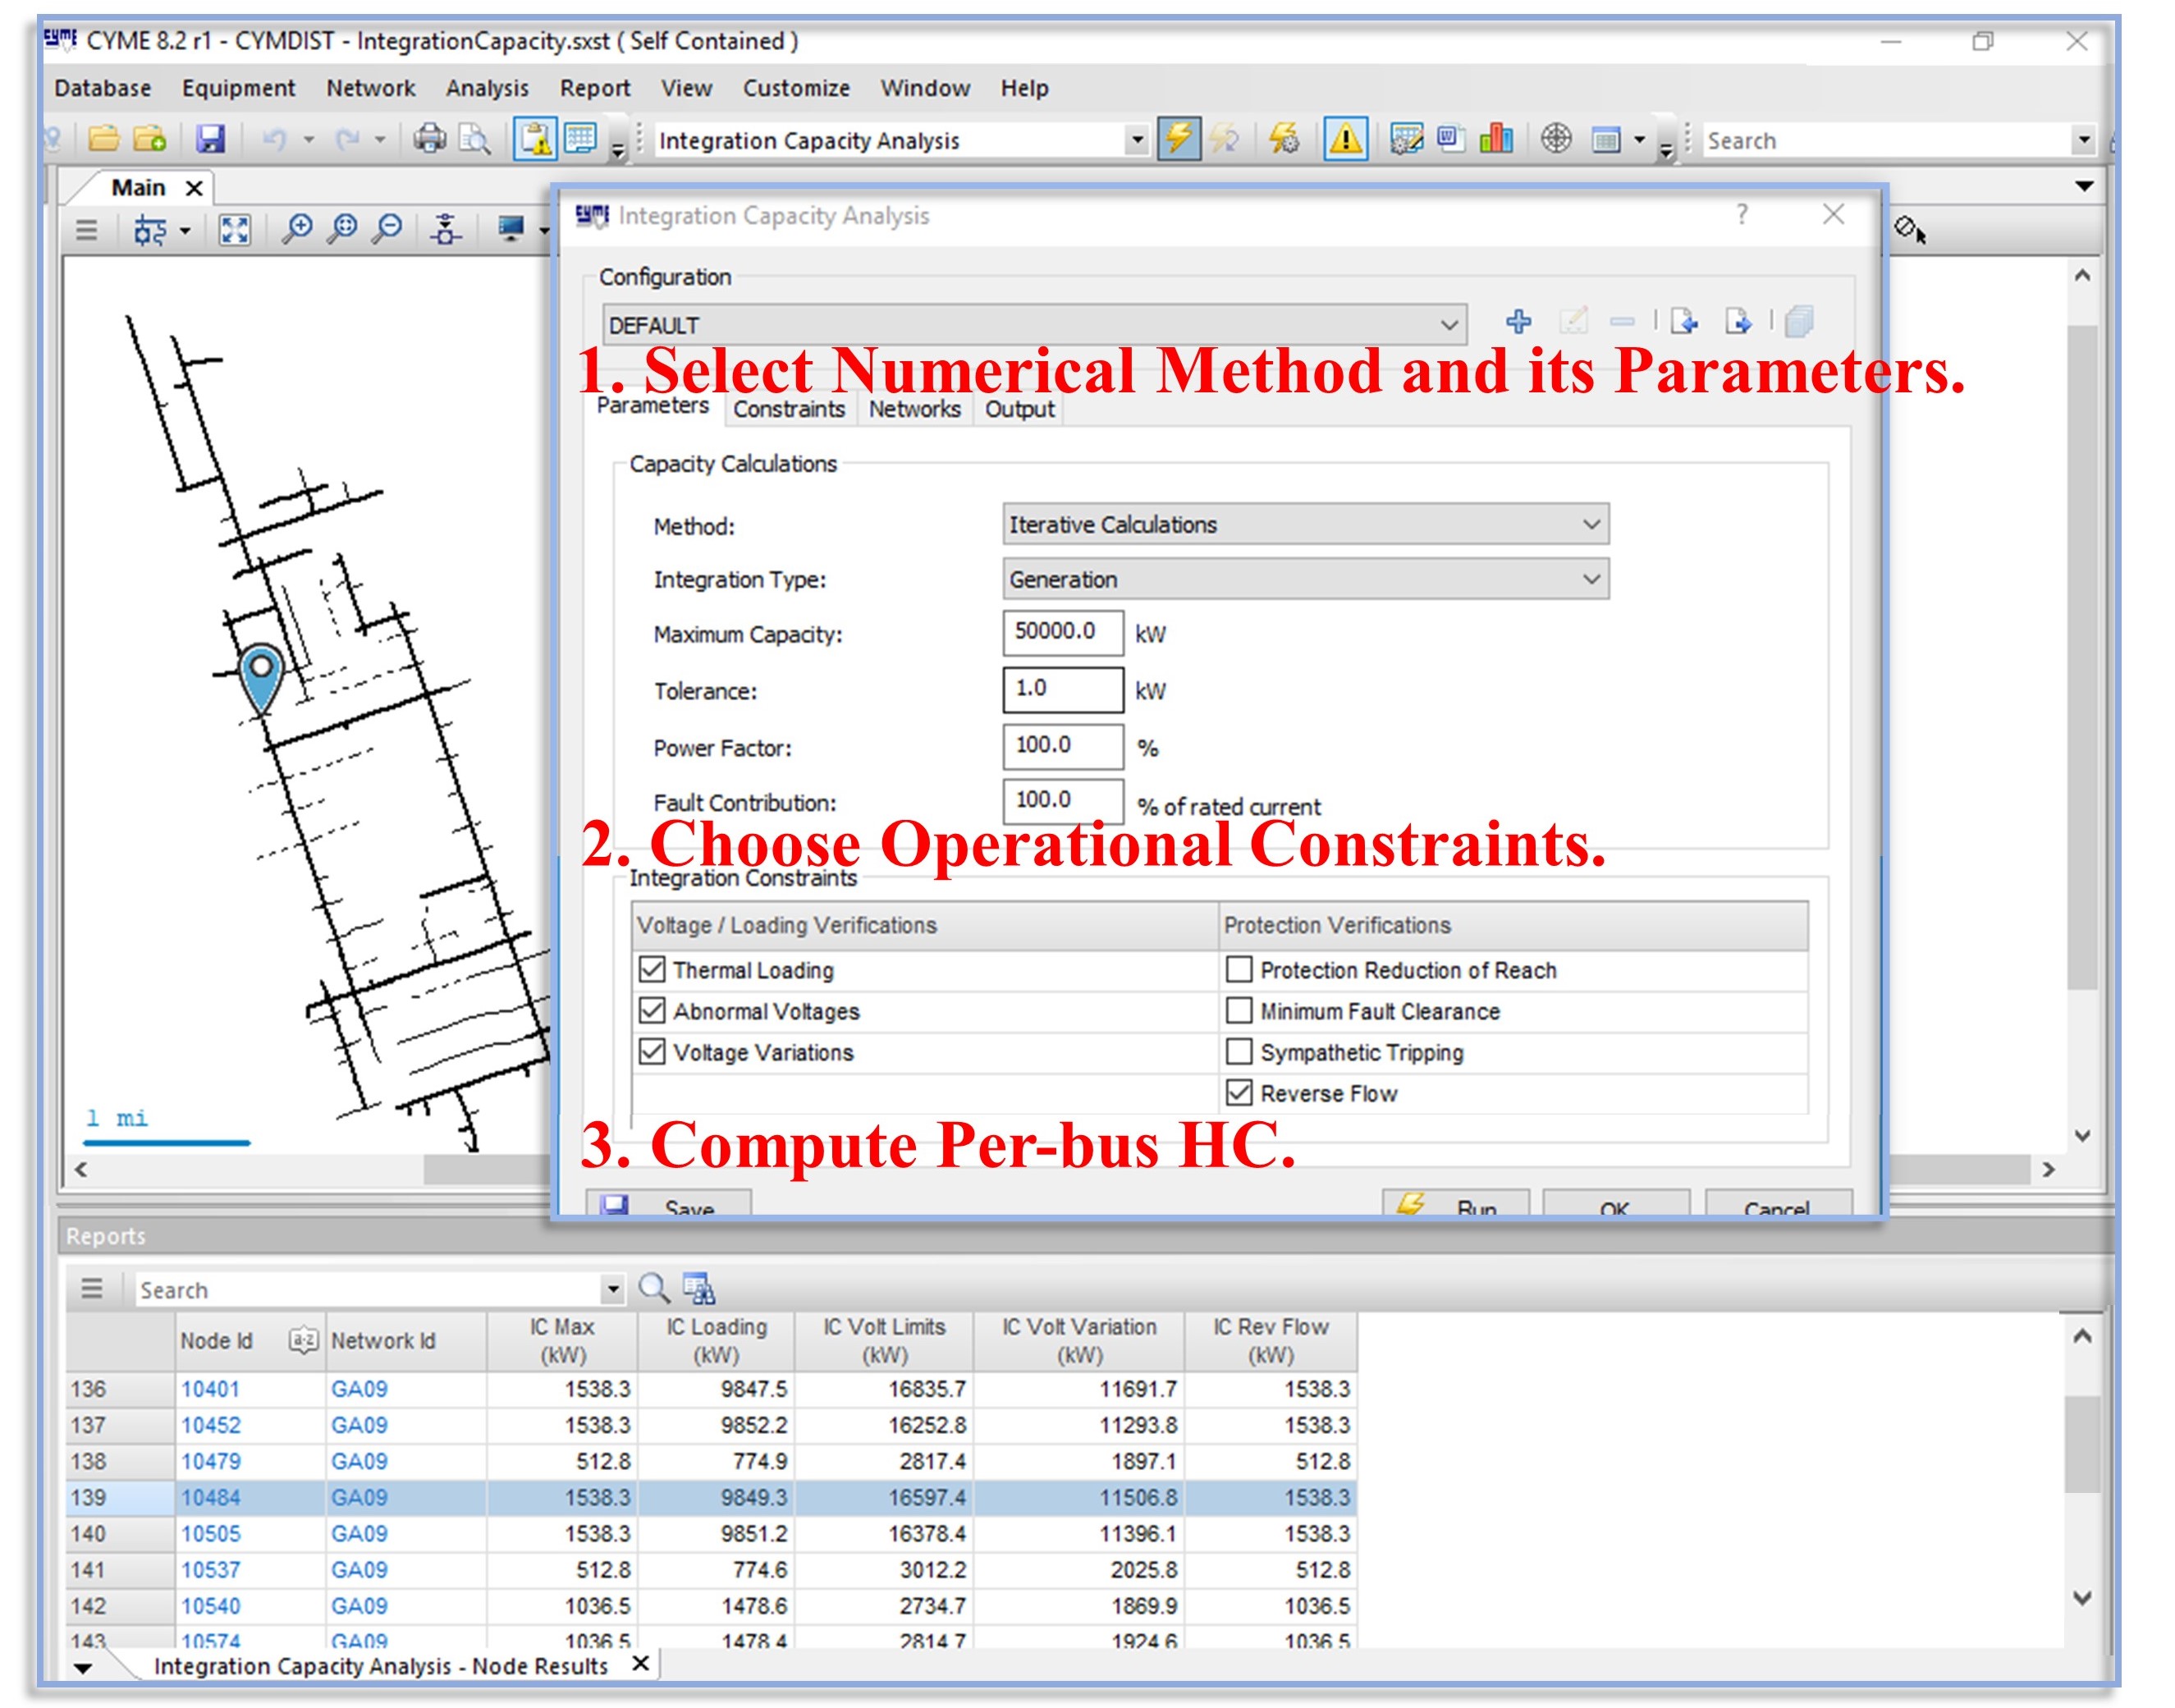 CYME 8.2 r1 - CYMDIST - IntegrationCapacity.sxst ( Self Contained )
Database Equipment Network Analysis Report View Customize Window Help
Integration Capacity Analysis Search
Main
Integration Capacity Analysis ?
Configuration
DEFAULT
1. Select Numerical Method and its Parameters.
Parameters Constraints Networks Output
Capacity Calculations
Method: Iterative Calculations
Integration Type: Generation
Maximum Capacity: 50000.0 kW
Tolerance: 1.0 kW
Power Factor: 100.0 %
Fault Contribution: 100.0 % of rated current
2. Choose Operational Constraints.
Integration Constraints
Voltage / Loading Verifications Protection Verifications
Thermal Loading Protection Reduction of Reach
Abnormal Voltages Minimum Fault Clearance
Voltage Variations Sympathetic Tripping
Reverse Flow
1 mi
3. Compute Per-bus HC.
Save Run OK Cancel
Reports
Search
Node Id Network Id IC Max (kW) IC Loading (kW) IC Volt Limits (kW) IC Volt Variation (kW) IC Rev Flow (kW)
136 10401 GA09 1538.3 9847.5 16835.7 11691.7 1538.3
137 10452 GA09 1538.3 9852.2 16252.8 11293.8 1538.3
138 10479 GA09 512.8 774.9 2817.4 1897.1 512.8
139 10484 GA09 1538.3 9849.3 16597.4 11506.8 1538.3
140 10505 GA09 1538.3 9851.2 16378.4 11396.1 1538.3
141 10537 GA09 512.8 774.6 3012.2 2025.8 512.8
142 10540 GA09 1036.5 1478.6 2734.7 1869.9 1036.5
143 10574 GA09 1036.5 1478.4 2814.7 1924.6 1036.5
Integration Capacity Analysis - Node Results